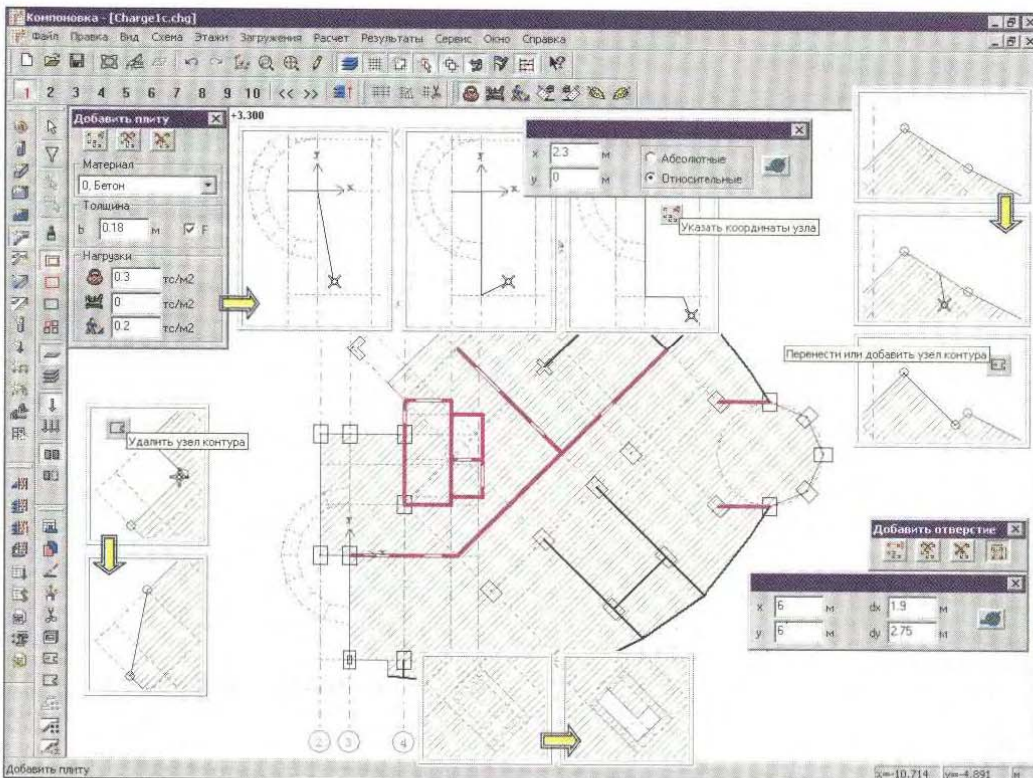 Компоновка - [Charge1c.chg]
Файл Правка Вид Схема Этажи Загружения Расчет Результаты Сервис Окно Справка
1 2 3 4 5 6 7 8 9 10 << >>
Добавить плиту
Материал
0, Бетон
Толщина
b 0.18 м F
Нагрузки
0.3 тс/м2
0 тс/м2
0.2 тс/м2
+3.300
y
x
y
x
x 2.3 м
y 0 м
Абсолютные
Относительные
Указать координаты узла
Перенести или добавить узел контура
Удалить узел контура
Y
x
Добавить отверстие
x 6 м dx 1.9 м
y 6 м dy 2.75 м
2 3 4
Добавить плиту
x=-10.714 y=-4.891